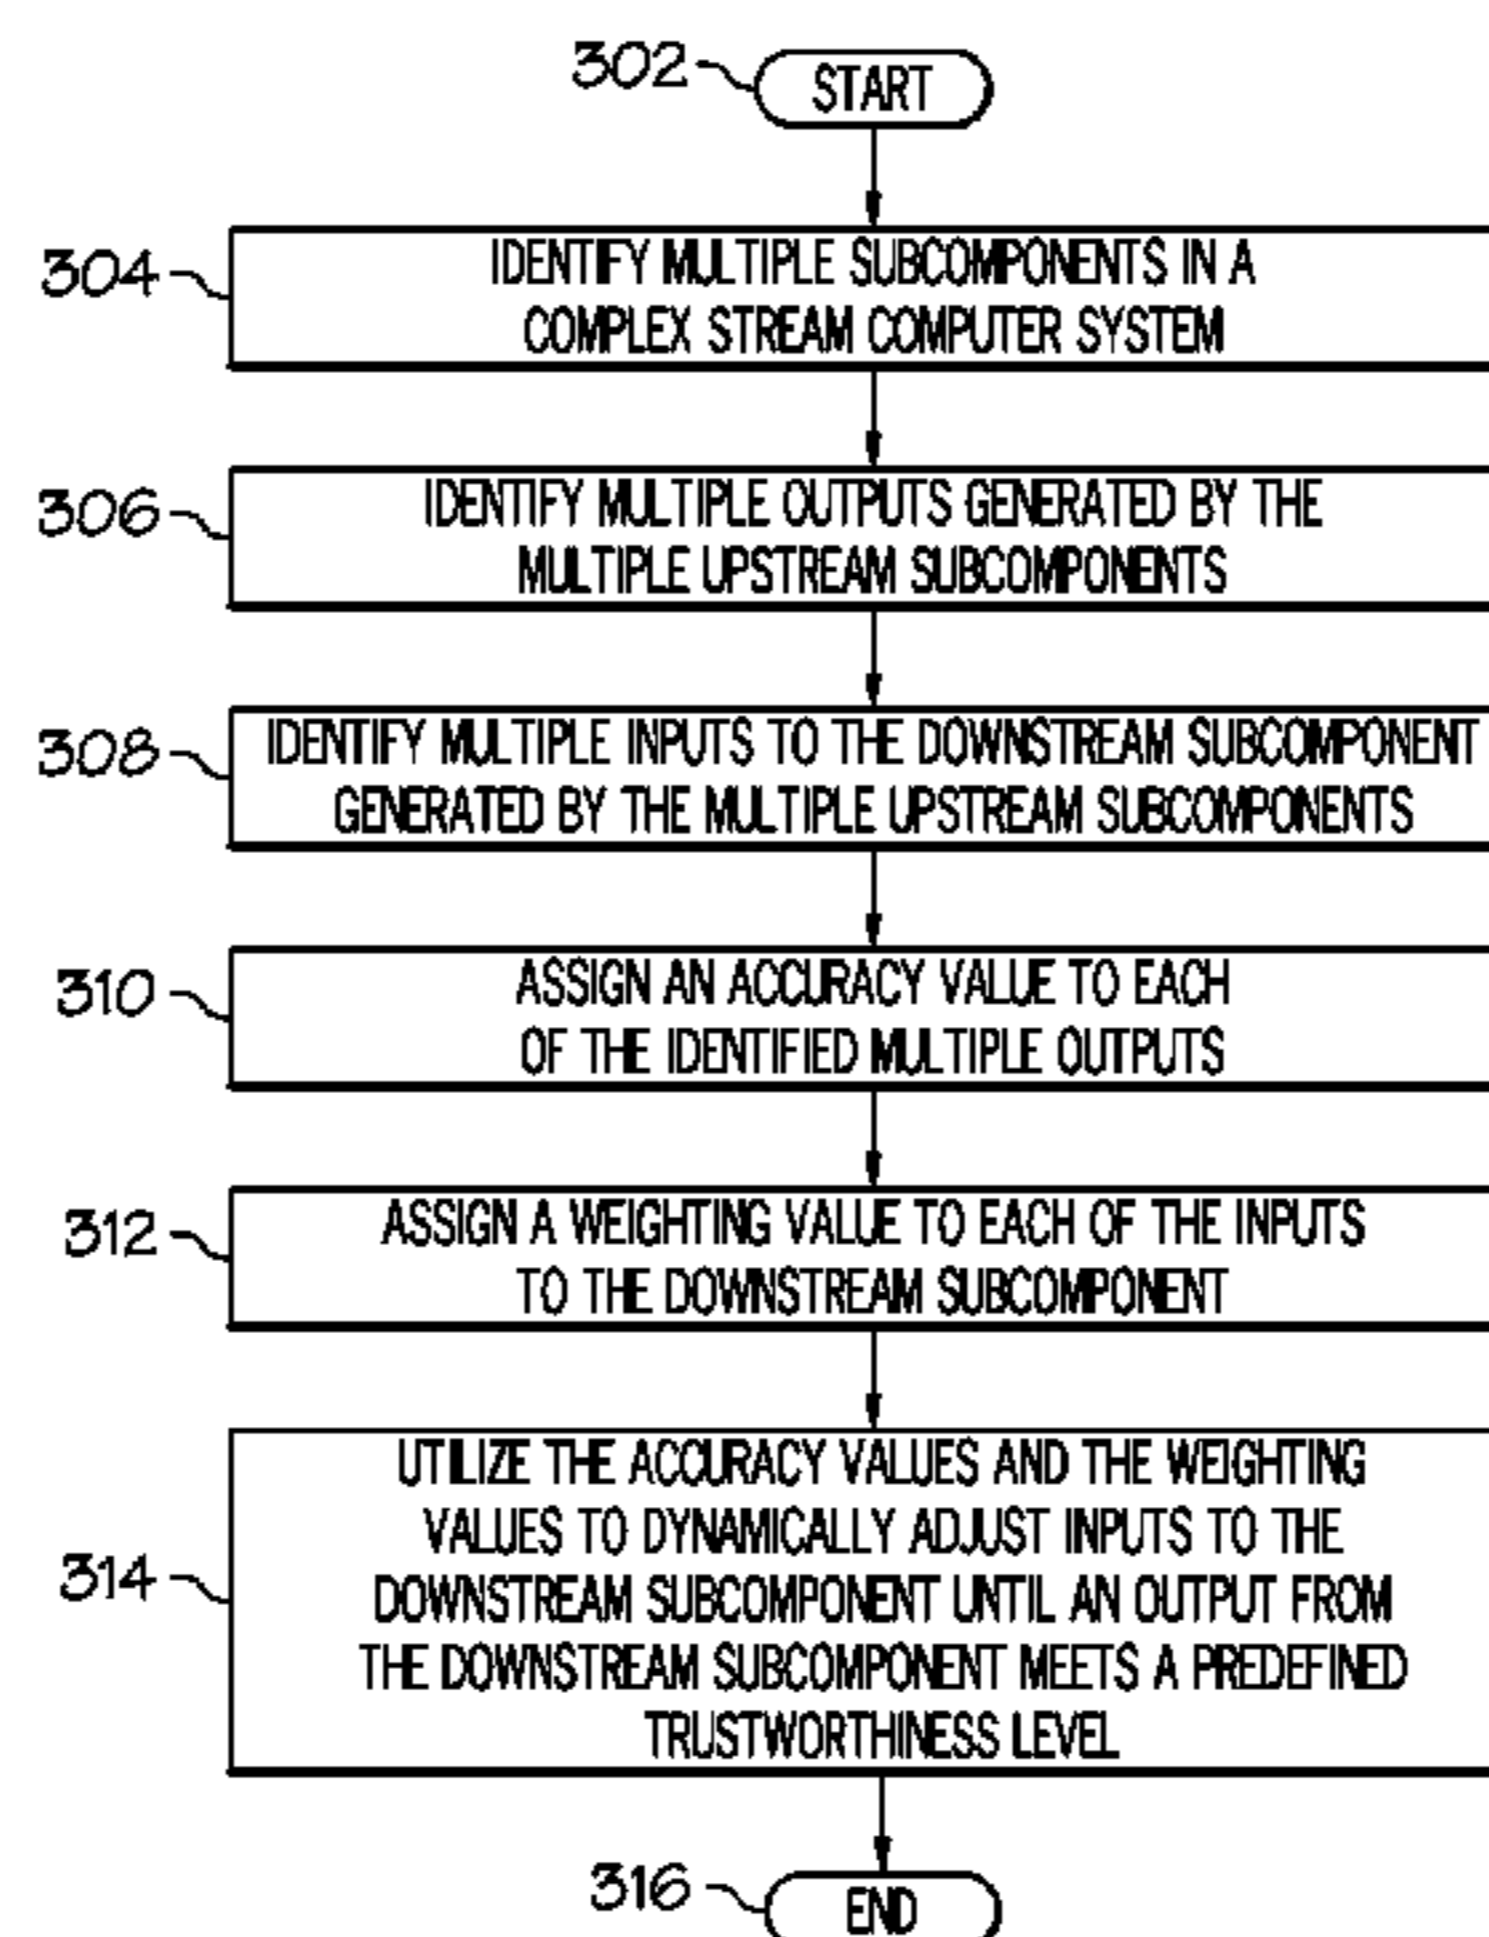 302
START
304
IDENTIFY MULTIPLE SUBCOMPONENTS IN A
COMPLEX STREAM COMPUTER SYSTEM
306
IDENTIFY MULTIPLE OUTPUTS GENERATED BY THE
MULTIPLE UPSTREAM SUBCOMPONENTS
308
IDENTIFY MULTIPLE INPUTS TO THE DOWNSTREAM SUBCOMPONENT
GENERATED BY THE MULTIPLE UPSTREAM SUBCOMPONENTS
310
ASSIGN AN ACCURACY VALUE TO EACH
OF THE IDENTIFIED MULTIPLE OUTPUTS
312
ASSIGN A WEIGHTING VALUE TO EACH OF THE INPUTS
TO THE DOWNSTREAM SUBCOMPONENT
314
UTILIZE THE ACCURACY VALUES AND THE WEIGHTING
VALUES TO DYNAMICALLY ADJUST INPUTS TO THE
DOWNSTREAM SUBCOMPONENT UNTIL AN OUTPUT FROM
THE DOWNSTREAM SUBCOMPONENT MEETS A PREDEFINED
TRUSTWORTHINESS LEVEL
316
END